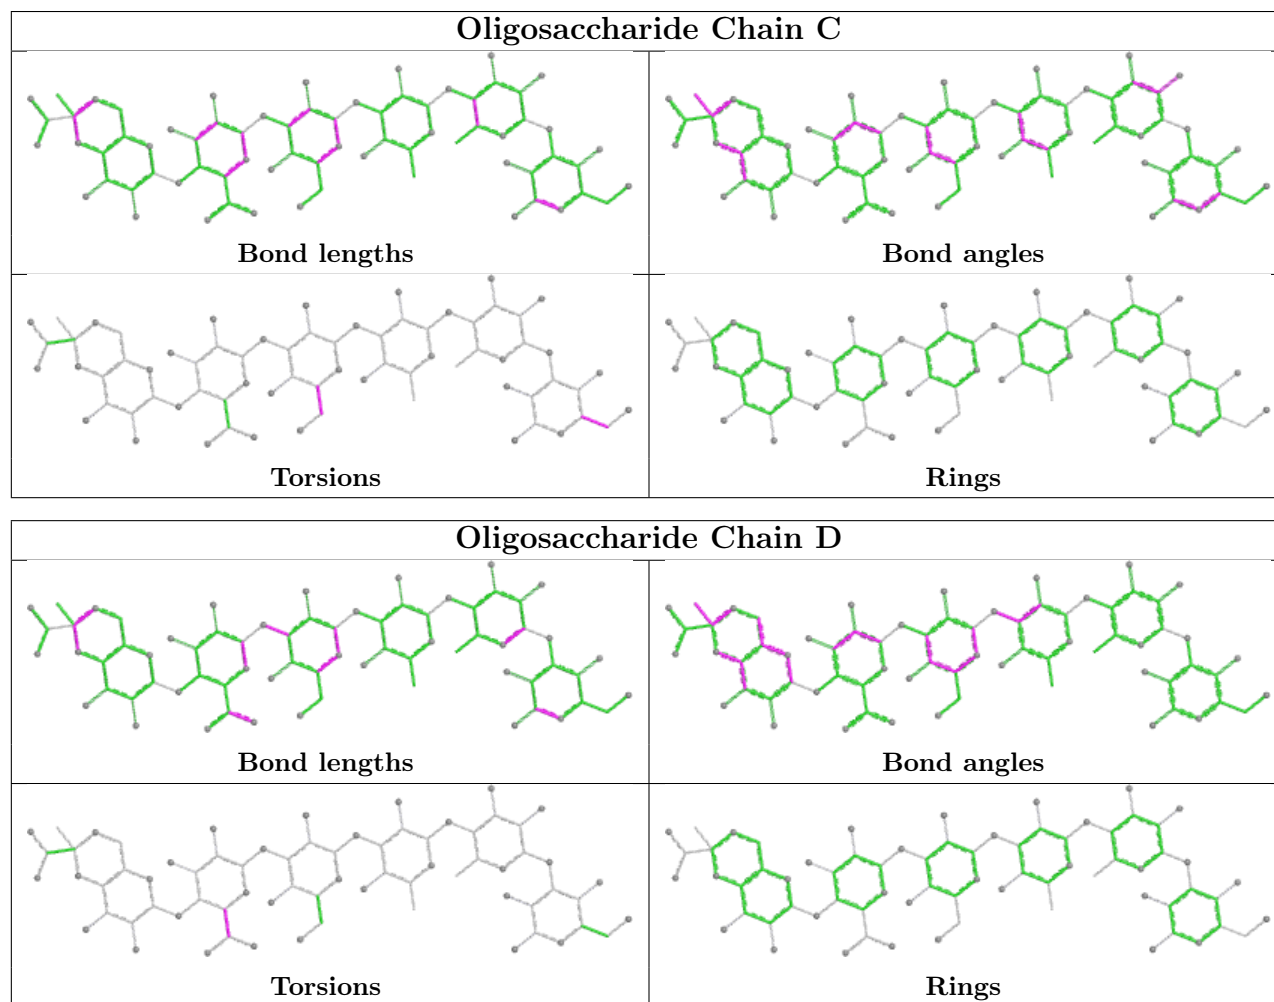 Oligosaccharide Chain C
Bond lengths
Bond angles
Torsions
Rings
Oligosaccharide Chain D
Bond lengths
Bond angles
Torsions
Rings